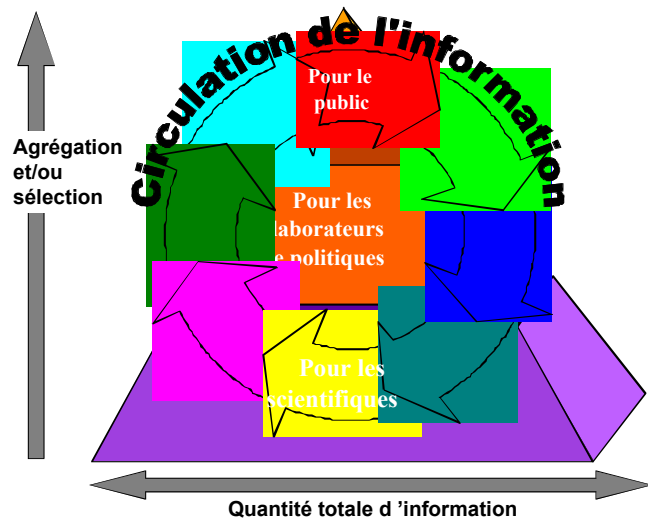 Circulation de l'information
Pour le
public
Agrégation
et/ou
sélection
Pour les
laborateurs
e politiques
Pour les
scientifiques
Quantité totale d 'information